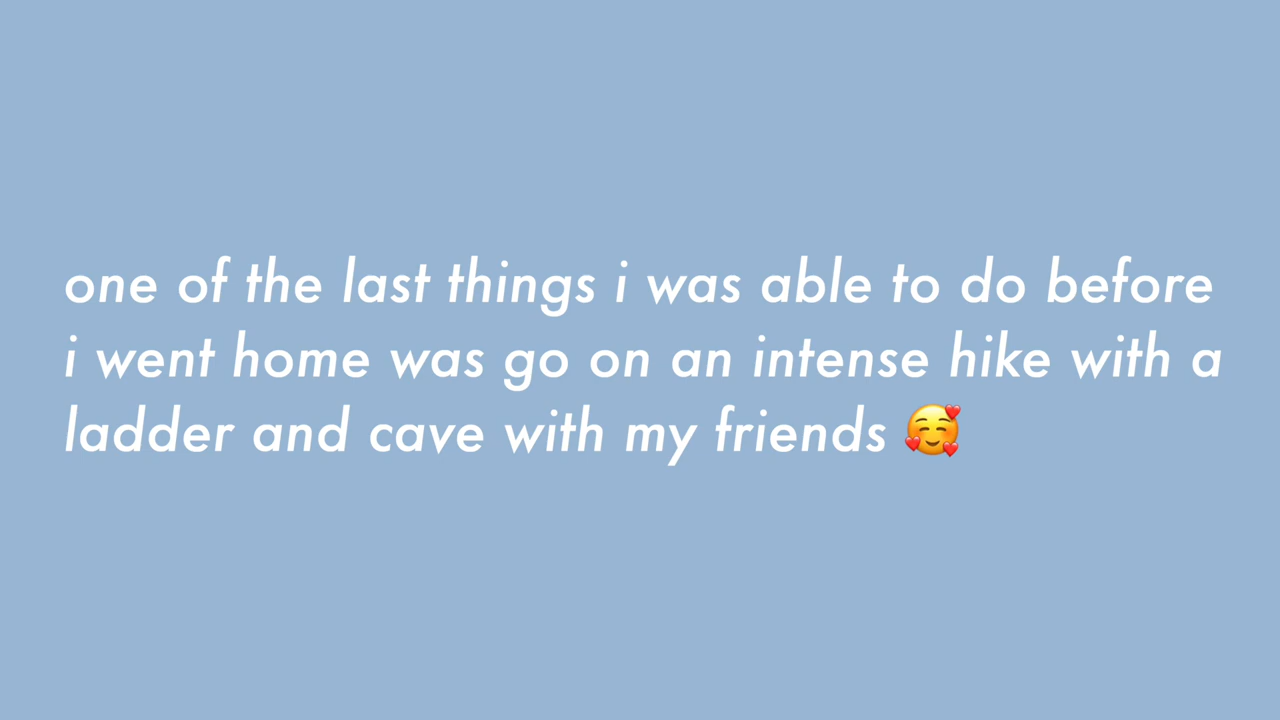 one of the last things i was able to do before
i went home was go on an intense hike with a
ladder and cave with my friends 🥰